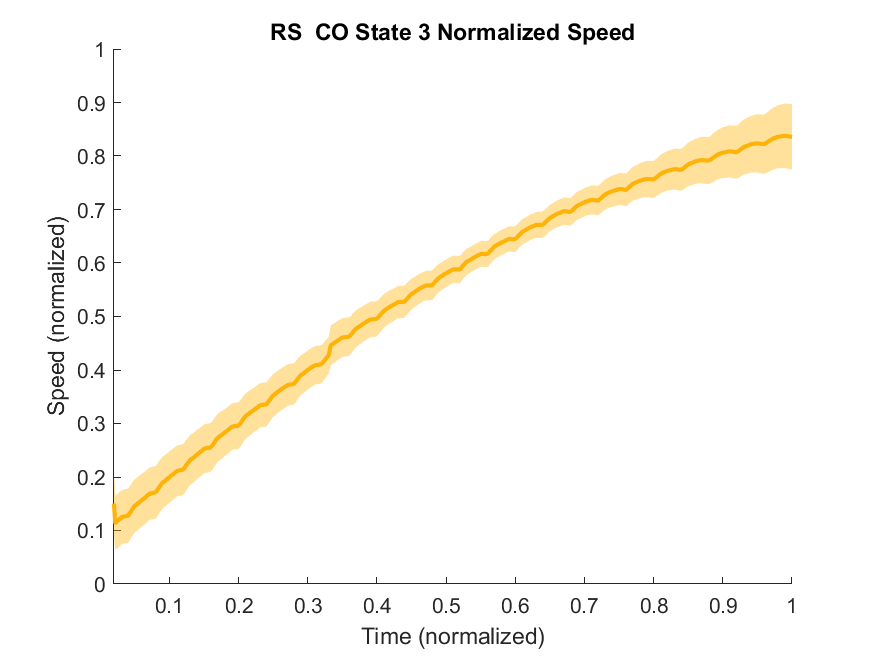 RS  CO State 3 Normalized Speed
1
0.9
0.8
0.7
0.6
0.5
0.4
0.3
0.2
0.1
0
Speed (normalized)
0.1 0.2 0.3 0.4 0.5 0.6 0.7 0.8 0.9 1
Time (normalized)